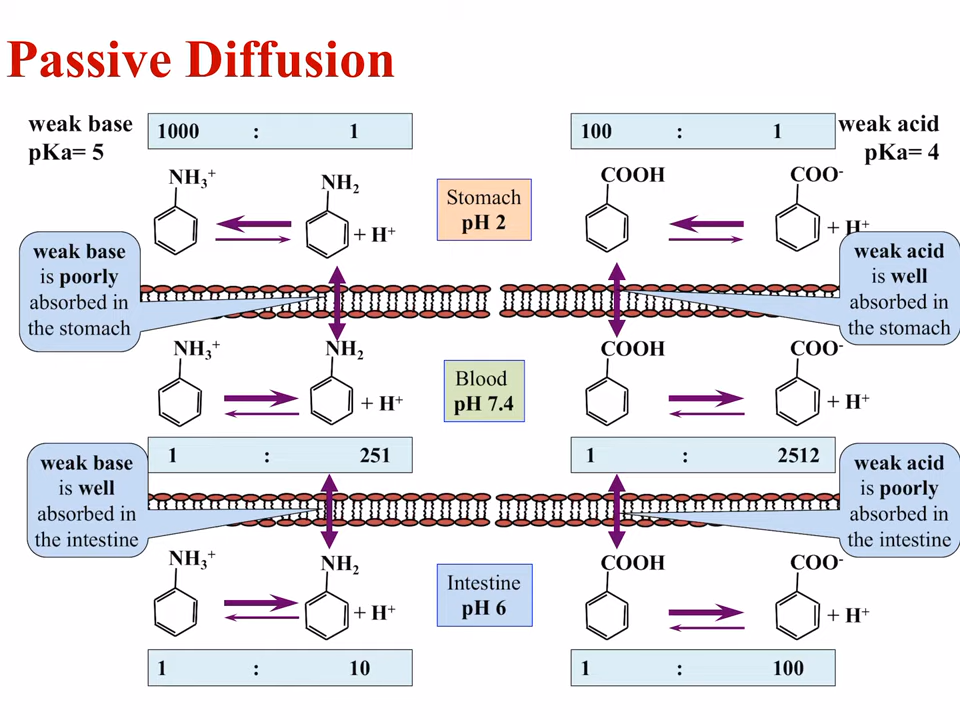 Passive Diffusion
weak base
pKa= 5
1000 : 1
100 : 1
weak acid
pKa= 4
NH₃⁺
NH₂
+ H⁺
Stomach
pH 2
COOH
COO⁻
+ H⁺
weak base
is poorly
absorbed in
the stomach
weak acid
is well
absorbed in
the stomach
NH₃⁺
NH₂
+ H⁺
Blood
pH 7.4
COOH
COO⁻
+ H⁺
1 : 251
1 : 2512
weak base
is well
absorbed in
the intestine
weak acid
is poorly
absorbed in
the intestine
NH₃⁺
NH₂
+ H⁺
Intestine
pH 6
COOH
COO⁻
+ H⁺
1 : 10
1 : 100